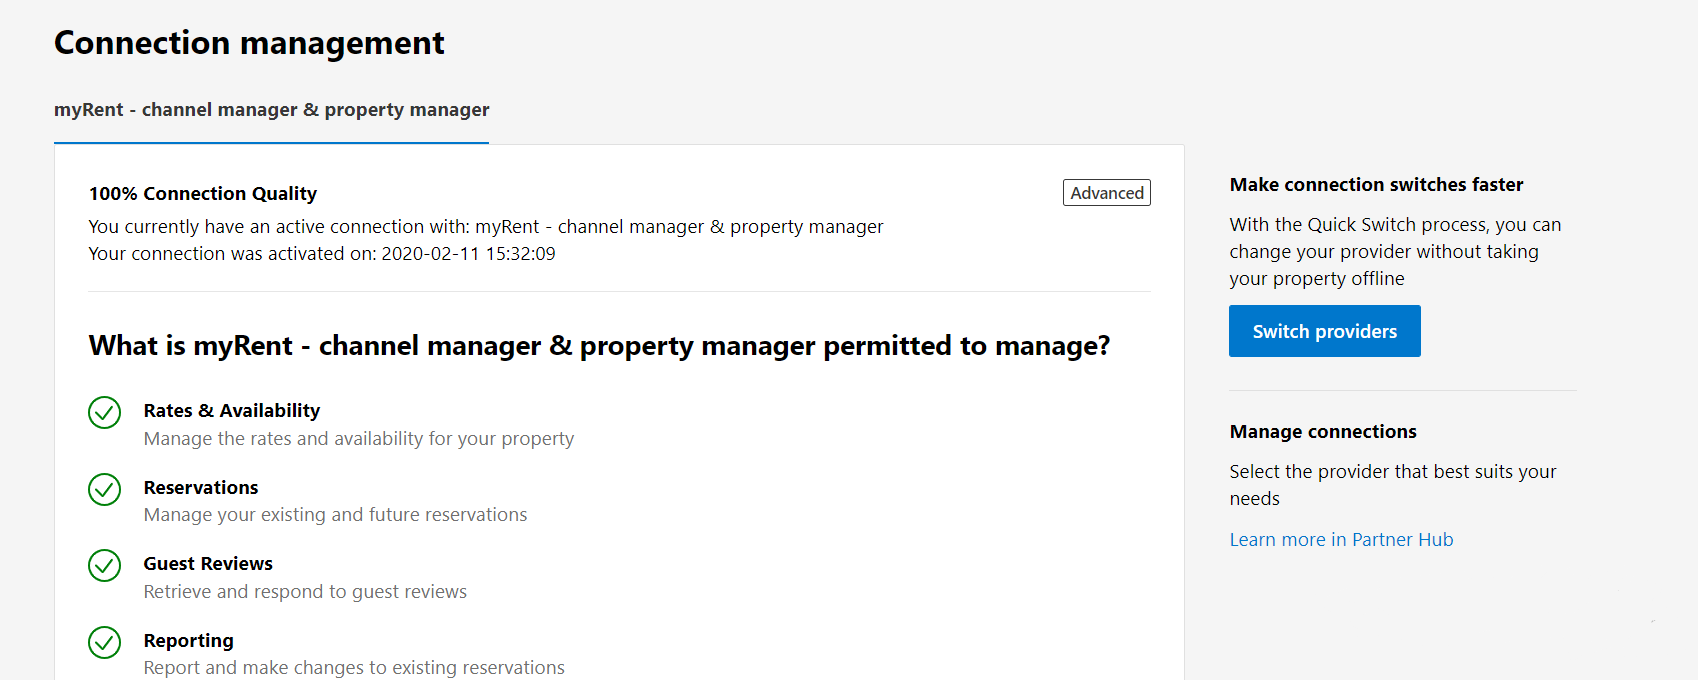 Connection management
myRent - channel manager & property manager
100% Connection Quality
Advanced
You currently have an active connection with: myRent - channel manager & property manager
Your connection was activated on: 2020-02-11 15:32:09
What is myRent - channel manager & property manager permitted to manage?
Rates & Availability
Manage the rates and availability for your property
Reservations
Manage your existing and future reservations
Guest Reviews
Retrieve and respond to guest reviews
Reporting
Report and make changes to existing reservations
Make connection switches faster
With the Quick Switch process, you can
change your provider without taking
your property offline
Switch providers
Manage connections
Select the provider that best suits your
needs
Learn more in Partner Hub